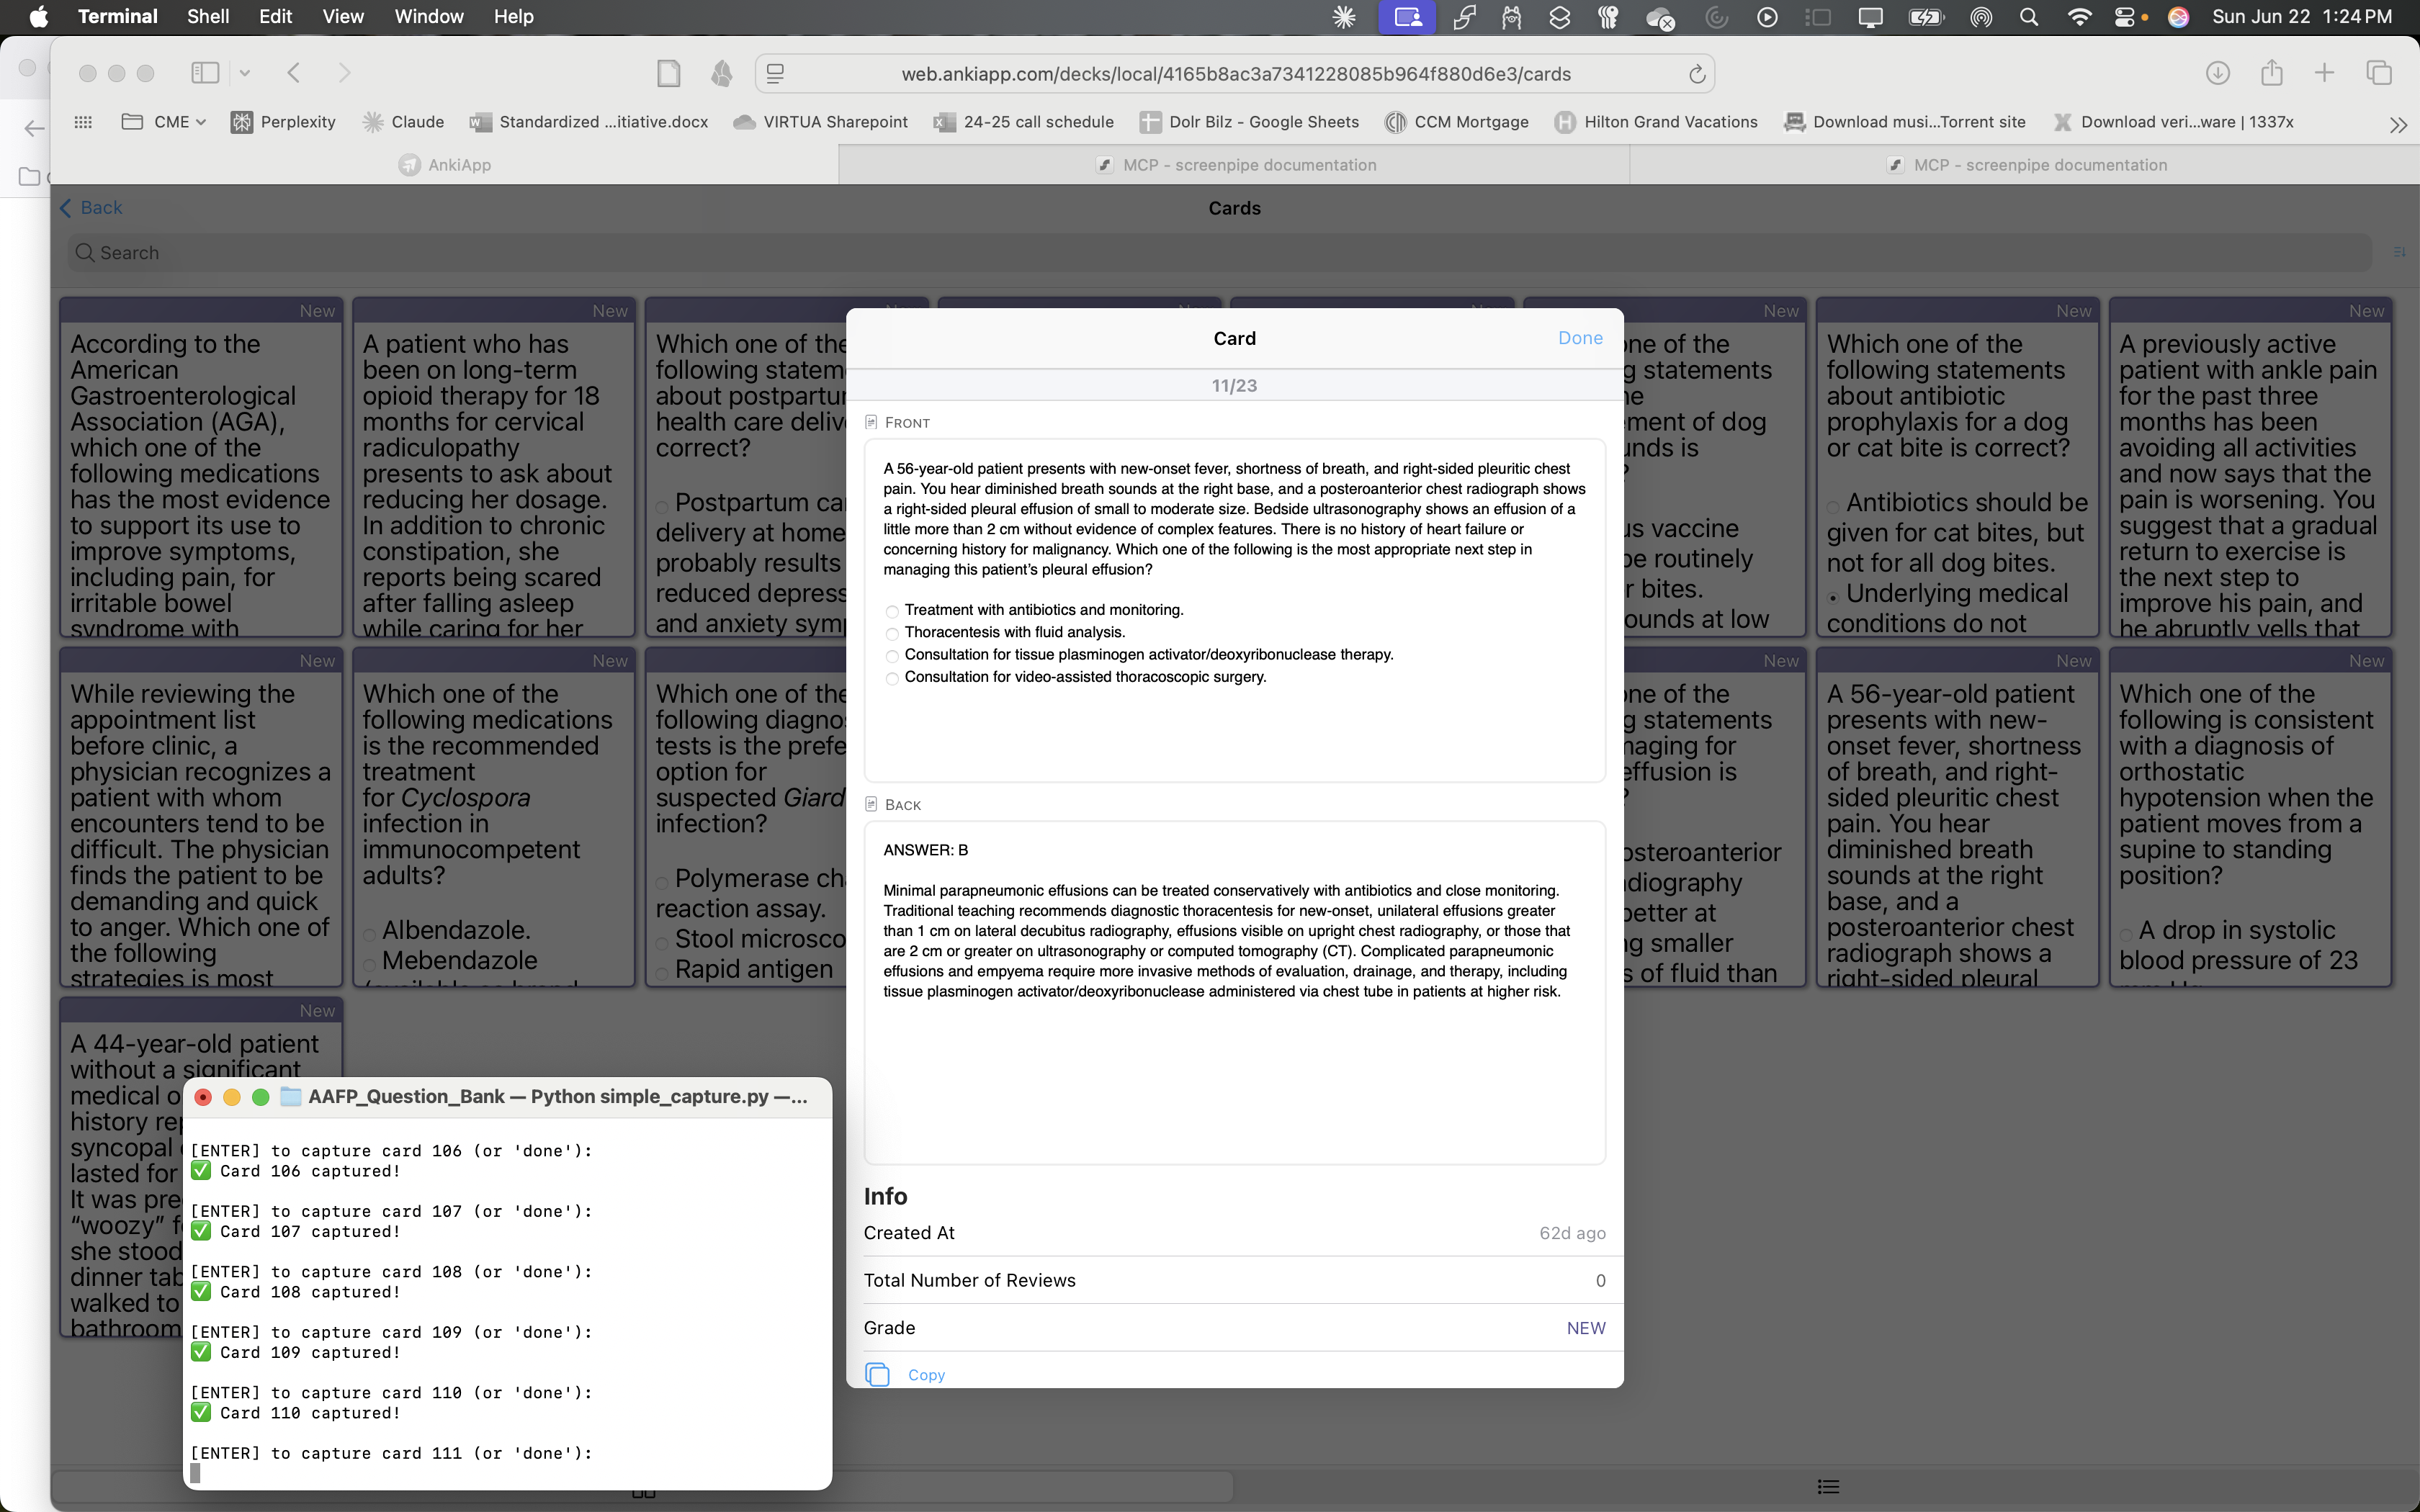 Terminal Shell Edit View Window Help Sun Jun 22 1:24 PM
web.ankiapp.com/decks/local/4165b8ac3a7341228085b964f880d6e3/cards
CME Perplexity Claude Standardized ...itiative.docx VIRTUA Sharepoint 24-25 call schedule Dolr Bilz - Google Sheets CCM Mortgage Hilton Grand Vacations Download musi...Torrent site Download veri...ware | 1337x
AnkiApp MCP - screenpipe documentation MCP - screenpipe documentation
Back Cards
Search
New
According to the
American
Gastroenterological
Association (AGA),
which one of the
following medications
has the most evidence
to support its use to
improve symptoms,
including pain, for
irritable bowel
syndrome with
New
A patient who has
been on long-term
opioid therapy for 18
months for cervical
radiculopathy
presents to ask about
reducing her dosage.
In addition to chronic
constipation, she
reports being scared
after falling asleep
while caring for her
Which one of the
following statem
about postpartu
health care deliv
correct?
Postpartum ca
delivery at home
probably results
reduced depress
and anxiety sym
New
ne of the
g statements
e
ment of dog
unds is
?
us vaccine
be routinely
r bites.
ounds at low
New
Which one of the
following statements
about antibiotic
prophylaxis for a dog
or cat bite is correct?
Antibiotics should be
given for cat bites, but
not for all dog bites.
Underlying medical
conditions do not
New
A previously active
patient with ankle pain
for the past three
months has been
avoiding all activities
and now says that the
pain is worsening. You
suggest that a gradual
return to exercise is
the next step to
improve his pain, and
he abruptly yells that
New
While reviewing the
appointment list
before clinic, a
physician recognizes a
patient with whom
encounters tend to be
difficult. The physician
finds the patient to be
demanding and quick
to anger. Which one of
the following
strategies is most
New
Which one of the
following medications
is the recommended
treatment
for Cyclospora
infection in
immunocompetent
adults?
Albendazole.
Mebendazole
Which one of the
following diagno
tests is the prefe
option for
suspected Giard
infection?
Polymerase ch
reaction assay.
Stool microsco
Rapid antigen
New
ne of the
g statements
naging for
effusion is
?
osteroanterior
diography
better at
ng smaller
s of fluid than
New
A 56-year-old patient
presents with new-
onset fever, shortness
of breath, and right-
sided pleuritic chest
pain. You hear
diminished breath
sounds at the right
base, and a
posteroanterior chest
radiograph shows a
right-sided pleural
New
Which one of the
following is consistent
with a diagnosis of
orthostatic
hypotension when the
patient moves from a
supine to standing
position?
A drop in systolic
blood pressure of 23
New
A 44-year-old patient
without a significant
medical o
history rep
syncopal
lasted for
It was pre
“woozy” f
she stood
dinner tab
walked to
bathroom
Card Done
11/23
FRONT
A 56-year-old patient presents with new-onset fever, shortness of breath, and right-sided pleuritic chest
pain. You hear diminished breath sounds at the right base, and a posteroanterior chest radiograph shows
a right-sided pleural effusion of small to moderate size. Bedside ultrasonography shows an effusion of a
little more than 2 cm without evidence of complex features. There is no history of heart failure or
concerning history for malignancy. Which one of the following is the most appropriate next step in
managing this patient’s pleural effusion?
Treatment with antibiotics and monitoring.
Thoracentesis with fluid analysis.
Consultation for tissue plasminogen activator/deoxyribonuclease therapy.
Consultation for video-assisted thoracoscopic surgery.
BACK
ANSWER: B
Minimal parapneumonic effusions can be treated conservatively with antibiotics and close monitoring.
Traditional teaching recommends diagnostic thoracentesis for new-onset, unilateral effusions greater
than 1 cm on lateral decubitus radiography, effusions visible on upright chest radiography, or those that
are 2 cm or greater on ultrasonography or computed tomography (CT). Complicated parapneumonic
effusions and empyema require more invasive methods of evaluation, drainage, and therapy, including
tissue plasminogen activator/deoxyribonuclease administered via chest tube in patients at higher risk.
Info
Created At 62d ago
Total Number of Reviews 0
Grade NEW
Copy
AAFP_Question_Bank — Python simple_capture.py —...
[ENTER] to capture card 106 (or 'done'):
✅ Card 106 captured!
[ENTER] to capture card 107 (or 'done'):
✅ Card 107 captured!
[ENTER] to capture card 108 (or 'done'):
✅ Card 108 captured!
[ENTER] to capture card 109 (or 'done'):
✅ Card 109 captured!
[ENTER] to capture card 110 (or 'done'):
✅ Card 110 captured!
[ENTER] to capture card 111 (or 'done'):